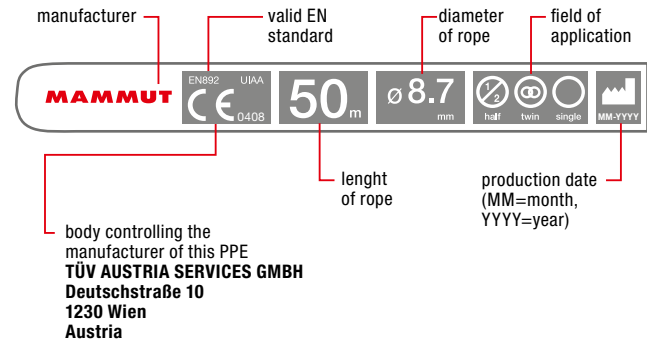 manufacturer
valid EN
standard
diameter
of rope
field of
application
MAMMUT
EN892 UIAA
CE 0408
50 m
ø 8.7
mm
1/2
half twin single
MM-YYYY
lenght
of rope
production date
(MM=month,
YYYY=year)
body controlling the
manufacturer of this PPE
TÜV AUSTRIA SERVICES GMBH
Deutschstraße 10
1230 Wien
Austria